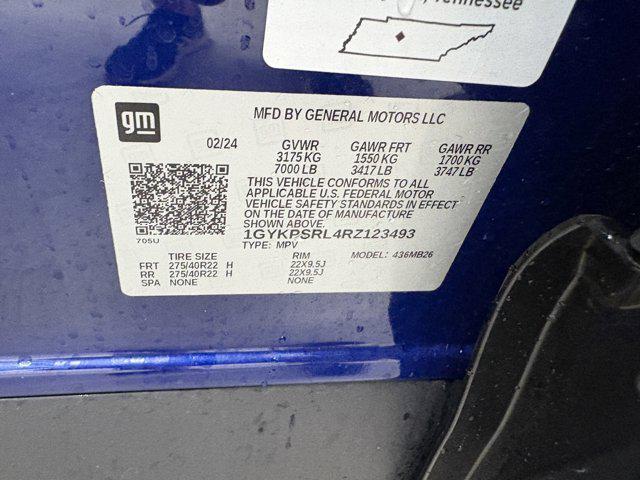 Tennessee
gm
MFD BY GENERAL MOTORS LLC
02/24 GVWR GAWR FRT GAWR RR
3175 KG 1550 KG 1700 KG
7000 LB 3417 LB 3747 LB
THIS VEHICLE CONFORMS TO ALL
APPLICABLE U.S. FEDERAL MOTOR
VEHICLE SAFETY STANDARDS IN EFFECT
ON THE DATE OF MANUFACTURE
SHOWN ABOVE.
1GYKPSRL4RZ123493
705U
TYPE: MPV
TIRE SIZE RIM MODEL: 436MB26
FRT 275/40R22 H 22X9.5J
RR 275/40R22 H 22X9.5J
SPA NONE NONE